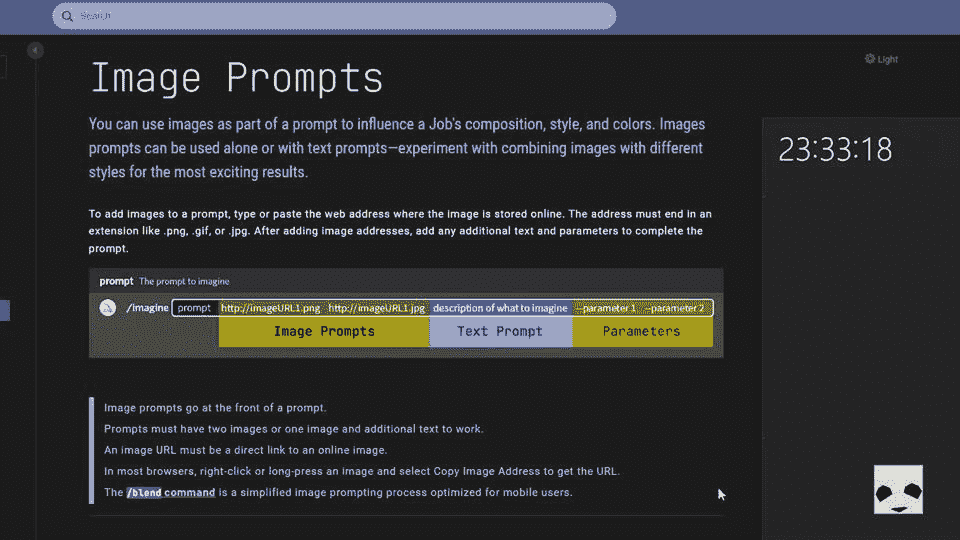 Search
Light
Image Prompts
23:33:18
You can use images as part of a prompt to influence a Job's composition, style, and colors. Images
prompts can be used alone or with text prompts—experiment with combining images with different
styles for the most exciting results.
To add images to a prompt, type or paste the web address where the image is stored online. The address must end in an
extension like .png, .gif, or .jpg. After adding image addresses, add any additional text and parameters to complete the
prompt.
prompt The prompt to imagine
/imagine prompt http://imageURL1.png http://imageURL1.jpg description of what to imagine --parameter 1 --parameter 2
Image Prompts Text Prompt Parameters
Image prompts go at the front of a prompt.
Prompts must have two images or one image and additional text to work.
An image URL must be a direct link to an online image.
In most browsers, right-click or long-press an image and select Copy Image Address to get the URL.
The /blend command is a simplified image prompting process optimized for mobile users.